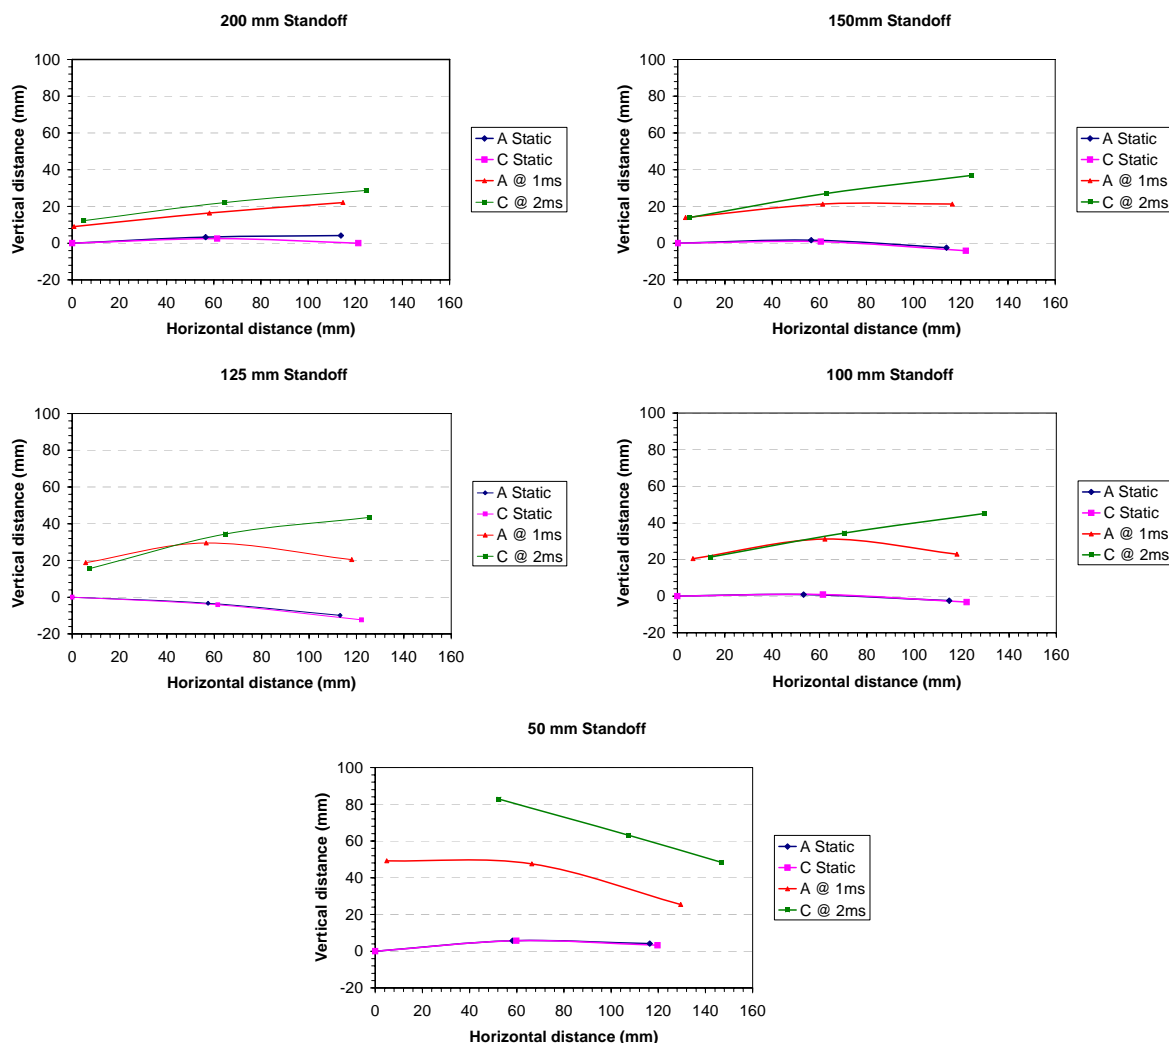 200 mm Standoff
100
80
60
40
20
0
-20
0 20 40 60 80 100 120 140 160
Vertical distance (mm)
Horizontal distance (mm)
A Static
C Static
A @ 1ms
C @ 2ms
150mm Standoff
100
80
60
40
20
0
-20
0 20 40 60 80 100 120 140 160
Vertical distance (mm)
Horizontal distance (mm)
A Static
C Static
A @ 1ms
C @ 2ms
125 mm Standoff
100
80
60
40
20
0
-20
0 20 40 60 80 100 120 140 160
Vertical distance (mm)
Horizontal distance (mm)
A Static
C Static
A @ 1ms
C @ 2ms
100 mm Standoff
100
80
60
40
20
0
-20
0 20 40 60 80 100 120 140 160
Vertical distance (mm)
Horizontal distance (mm)
A Static
C Static
A @ 1ms
C @ 2ms
50 mm Standoff
100
80
60
40
20
0
-20
0 20 40 60 80 100 120 140 160
Vertical distance (mm)
Horizontal distance (mm)
A Static
C Static
A @ 1ms
C @ 2ms